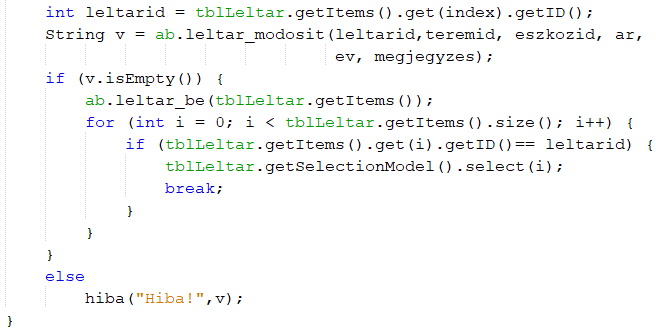 int leltarid = tblLeltar.getItems().get(index).getID();
String v = ab.leltar_modosit(leltarid,teremid, eszkozid, ar,
ev, megjegyzes);
if (v.isEmpty()) {
ab.leltar_be(tblLeltar.getItems());
for (int i = 0; i < tblLeltar.getItems().size(); i++) {
if (tblLeltar.getItems().get(i).getID()== leltarid) {
tblLeltar.getSelectionModel().select(i);
break;
}
}
}
else
hiba("Hiba!",v);
}